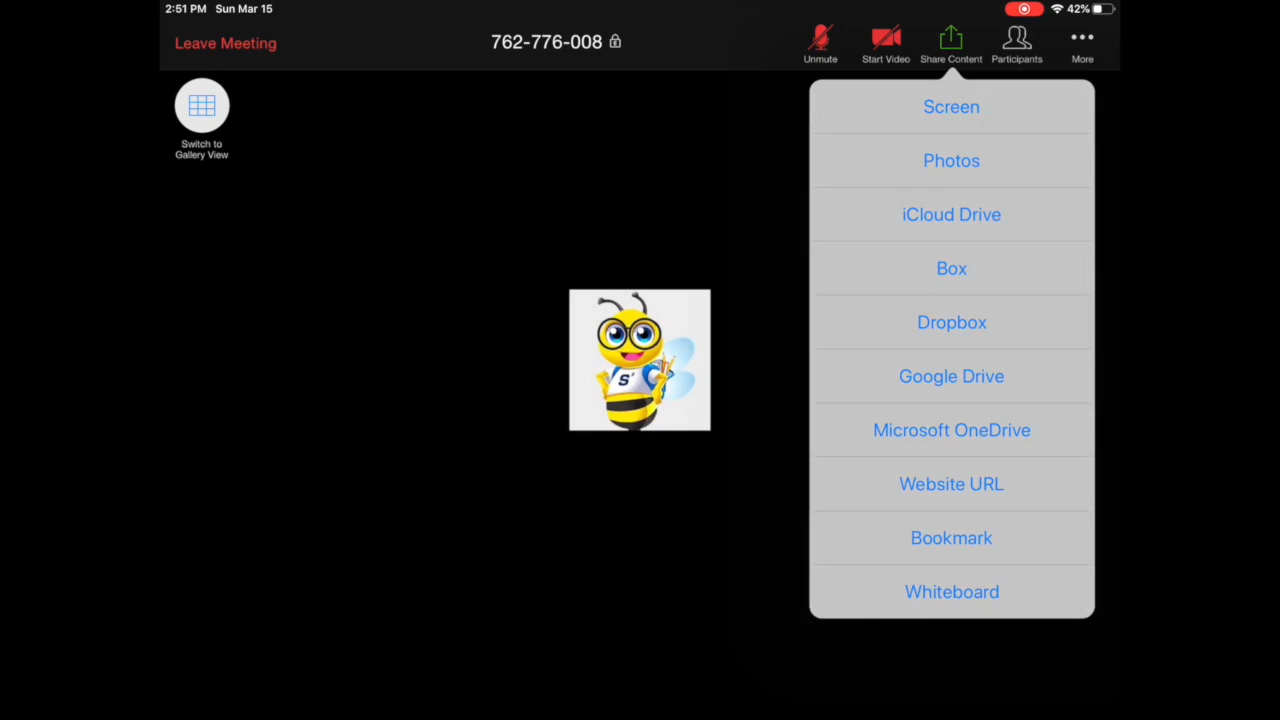 2:51 PM Sun Mar 15
42%
Leave Meeting
762-776-008
Unmute
Start Video
Share Content
Participants
More
Switch to
Gallery View
Screen
Photos
iCloud Drive
Box
Dropbox
Google Drive
Microsoft OneDrive
Website URL
Bookmark
Whiteboard